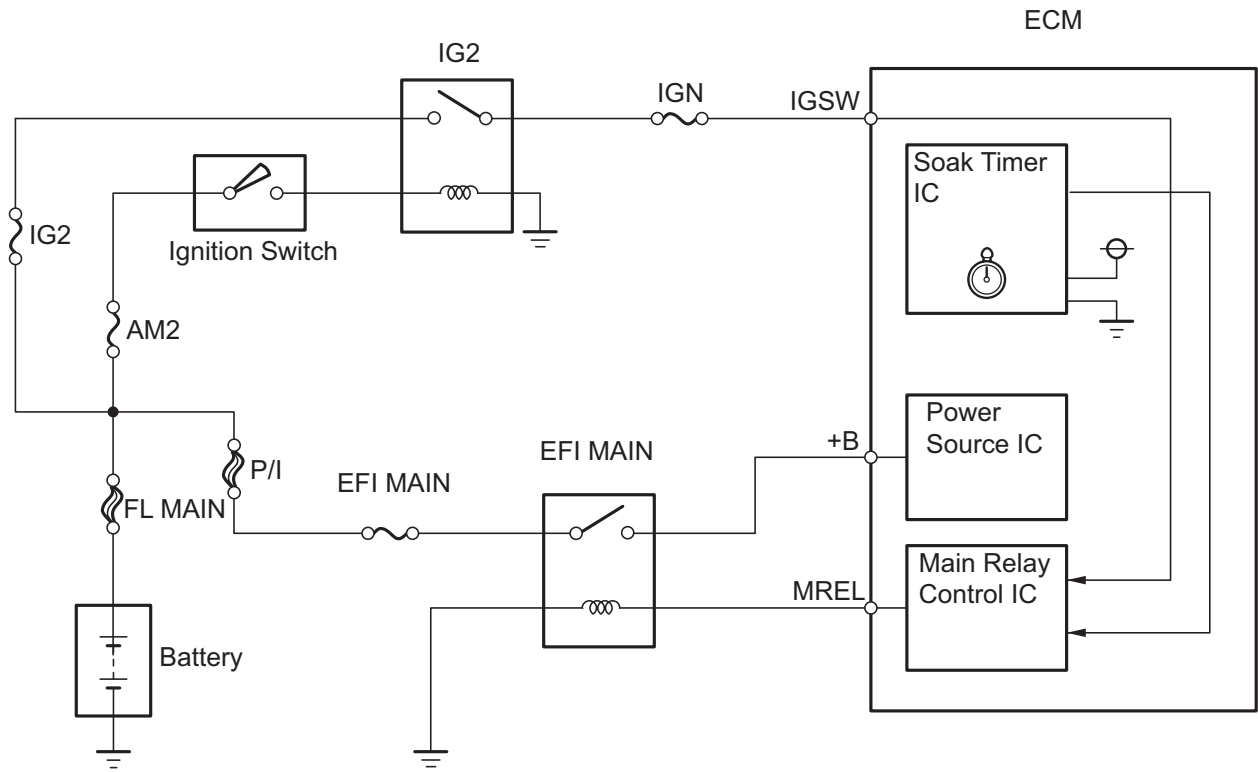 ECM
IG2
IGN
IGSW
Soak Timer
IC
IG2
Ignition Switch
AM2
Power
Source IC
+B
EFI MAIN
P/I
EFI MAIN
FL MAIN
Main Relay
Control IC
MREL
Battery